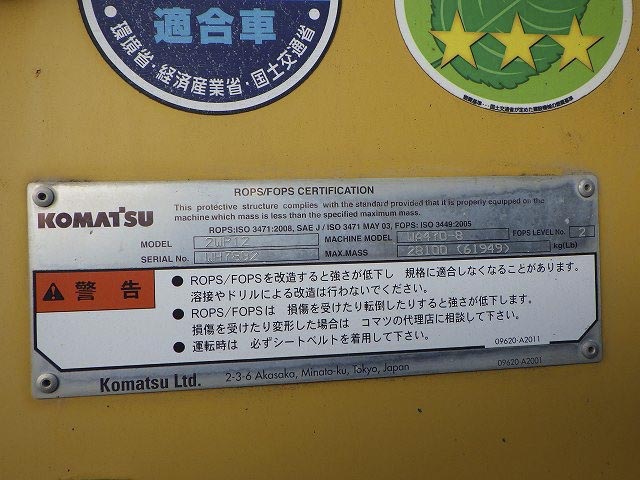 適合車
環境省・経済産業省・国土交通省
ROPS/FOPS CERTIFICATION
This protective structure complies with the standard provided that it is properly equipped on the
machine which mass is less than the specified maximum mass.
KOMATSU
ROPS:ISO 3471:2008, SAE J / ISO 3471 MAY 03, FOPS: ISO 3449:2005
MODEL ZWR12 MACHINE MODEL WA470-8 FOPS LEVEL No. 2
SERIAL No. MAX.MASS 28100 (61949) kg(Lb)
警告
● ROPS/FOPSを改造すると強さが低下し 規格に適合しなくなることがあります。
溶接やドリルによる改造は行わないでください。
● ROPS/FOPSは 損傷を受けたり転倒したりすると強さが低下します。
損傷を受けたり変形した場合は コマツの代理店に相談して下さい。
● 運転時は 必ずシートベルトを着用して下さい。
09620-A2011
Komatsu Ltd. 2-3-6 Akasaka, Minato-ku, Tokyo, Japan 09620-A2001